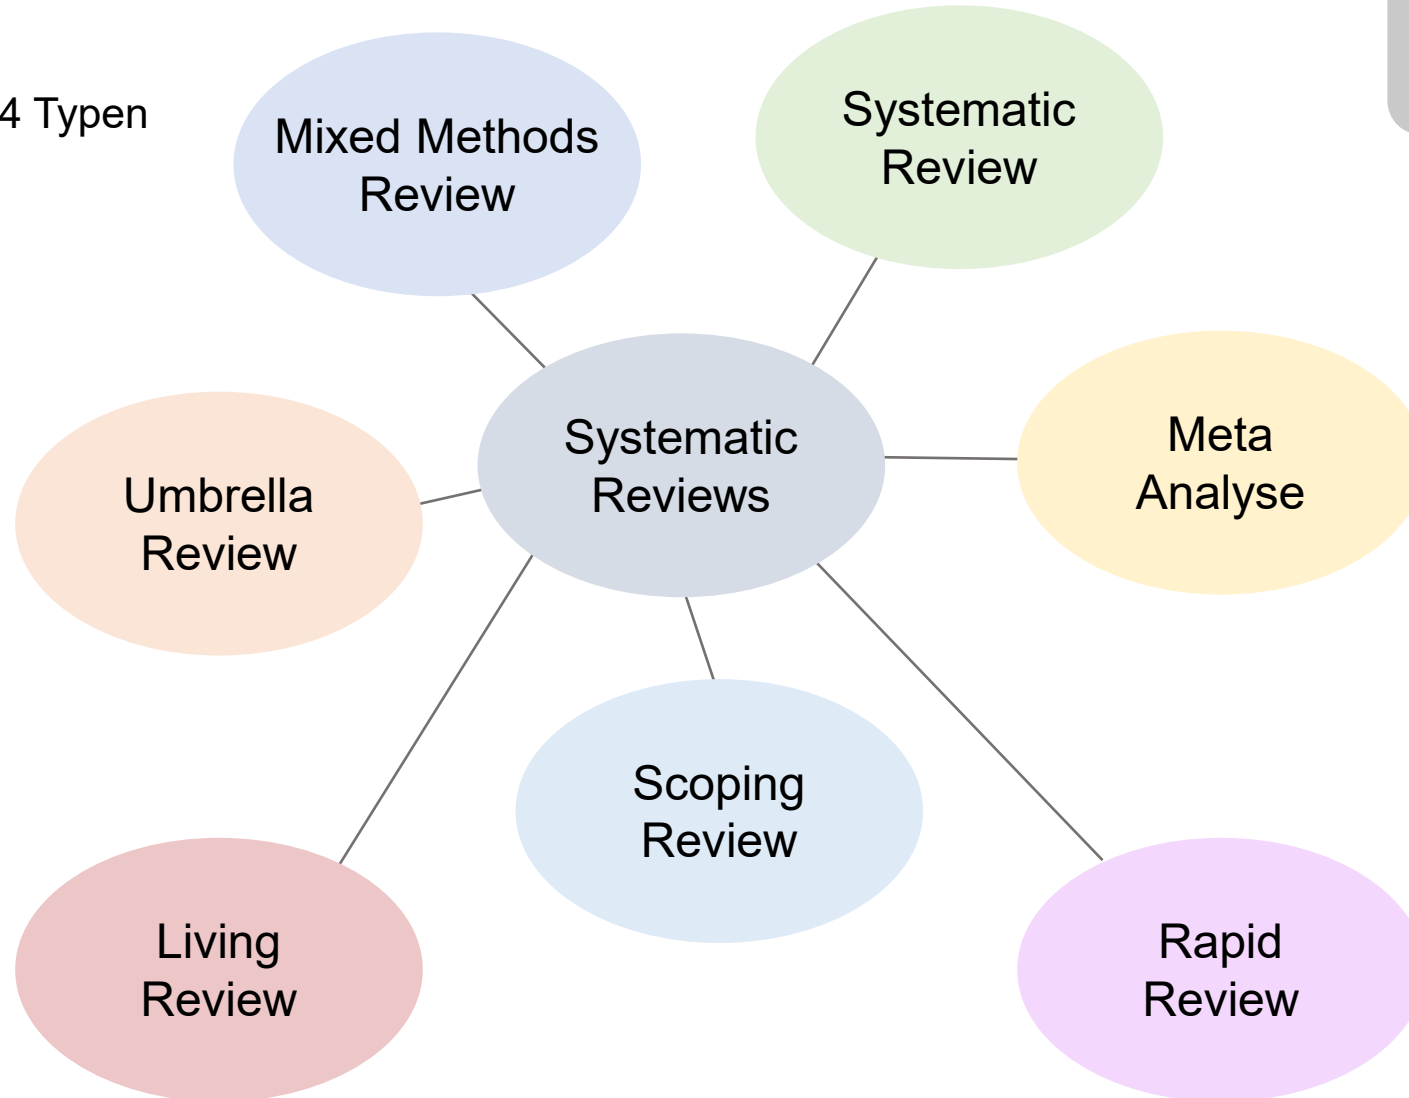 4 Typen
Mixed Methods
Review
Systematic
Review
Systematic
Reviews
Meta
Analyse
Umbrella
Review
Scoping
Review
Living
Review
Rapid
Review